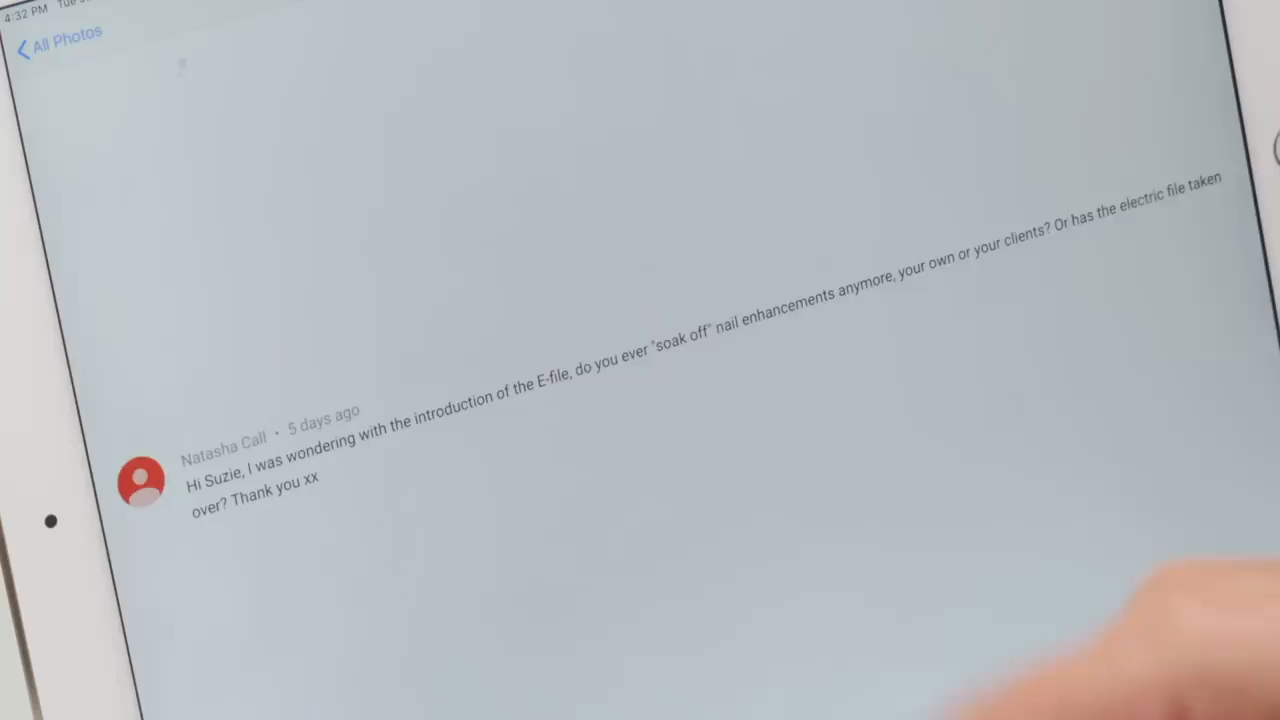 4:32 PM Tue
All Photos
Natasha Call • 5 days ago
Hi Suzie, I was wondering with the introduction of the E-file, do you ever "soak off" nail enhancements anymore, your own or your clients? Or has the electric file taken
over? Thank you xx